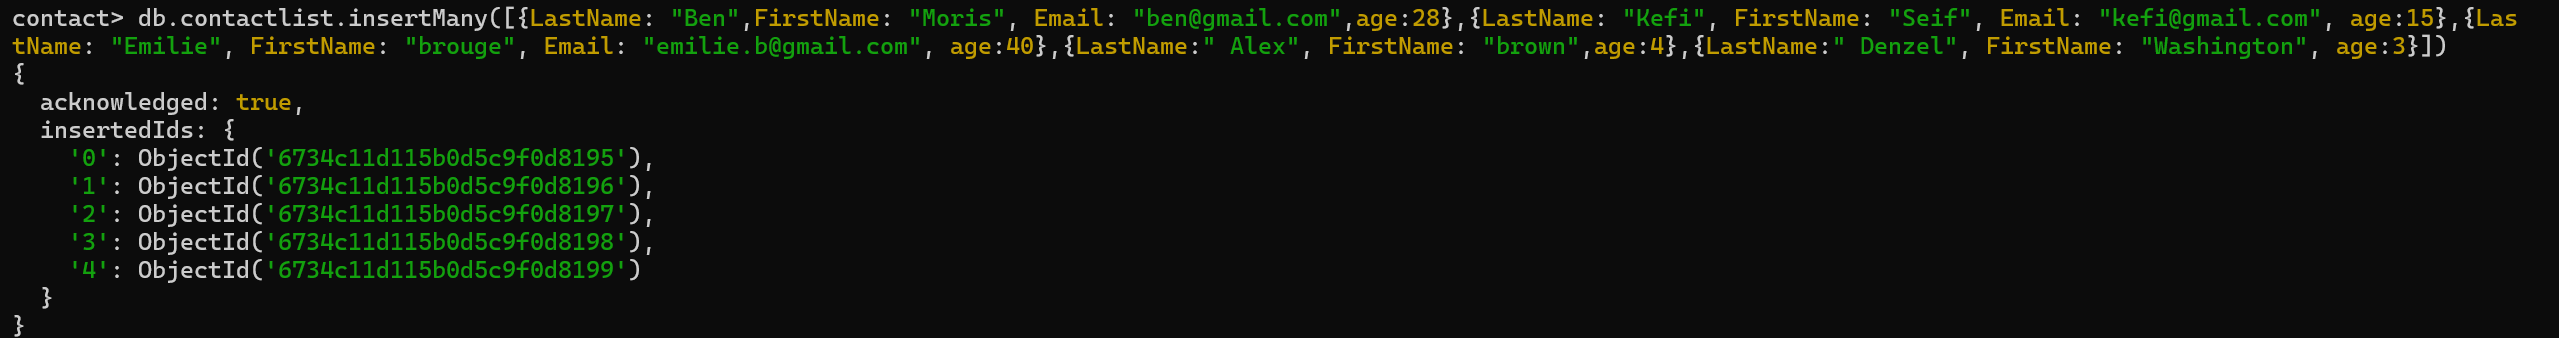 contact> db.contactlist.insertMany([{LastName: "Ben",FirstName: "Moris", Email: "ben@gmail.com",age:28},{LastName: "Kefi", FirstName: "Seif", Email: "kefi@gmail.com", age:15},{Las
tName: "Emilie", FirstName: "brouge", Email: "emilie.b@gmail.com", age:40},{LastName:" Alex", FirstName: "brown",age:4},{LastName:" Denzel", FirstName: "Washington", age:3}])
{
  acknowledged: true,
  insertedIds: {
    '0': ObjectId('6734c11d115b0d5c9f0d8195'),
    '1': ObjectId('6734c11d115b0d5c9f0d8196'),
    '2': ObjectId('6734c11d115b0d5c9f0d8197'),
    '3': ObjectId('6734c11d115b0d5c9f0d8198'),
    '4': ObjectId('6734c11d115b0d5c9f0d8199')
  }
}